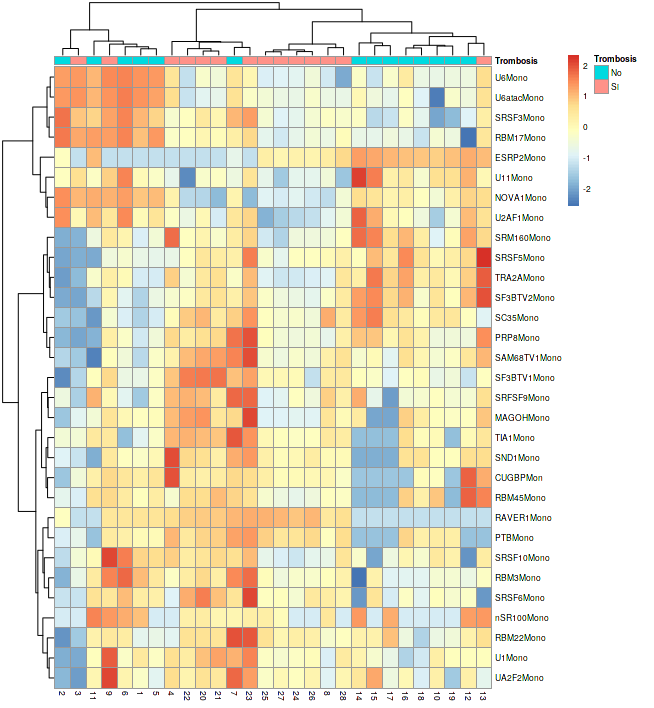 Trombosis
U6Mono
U6atacMono
SRSF3Mono
RBM17Mono
ESRP2Mono
U11Mono
NOVA1Mono
U2AF1Mono
SRM160Mono
SRSF5Mono
TRA2AMono
SF3BTV2Mono
SC35Mono
PRP8Mono
SAM68TV1Mono
SF3BTV1Mono
SRFSF9Mono
MAGOHMono
TIA1Mono
SND1Mono
CUGBPMon
RBM45Mono
RAVER1Mono
PTBMono
SRSF10Mono
RBM3Mono
SRSF6Mono
nSR100Mono
RBM22Mono
U1Mono
UA2F2Mono
2 3 11 9 6 1 5 4 22 20 21 7 23 25 27 24 26 8 28 14 15 17 16 18 10 19 12 13
2
1
0
-1
-2
Trombosis
No
SI